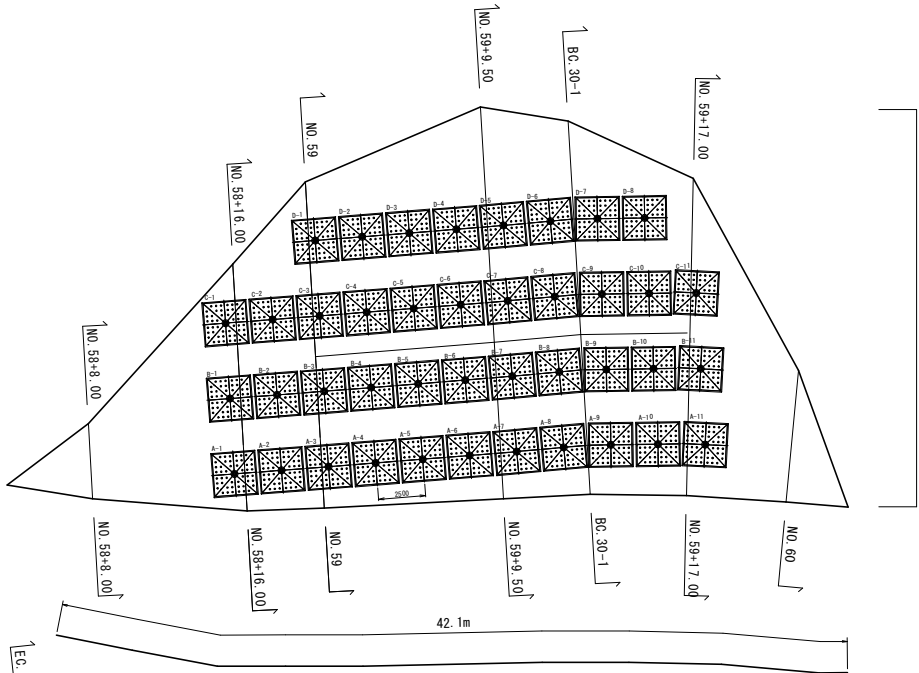 NO. 59+9.50
BC. 30-1
NO. 59+17.00
NO. 59
NO. 58+16.00
NO. 58+8.00
D-1
D-2
D-3
D-4
D-5
D-6
D-7
D-8
C-1
C-2
C-3
C-4
C-5
C-6
C-7
C-8
C-9
C-10
C-11
B-1
B-2
B-3
B-4
B-5
B-6
B-7
B-8
B-9
B-10
B-11
A-1
A-2
A-3
A-4
A-5
A-6
A-7
A-8
A-9
A-10
A-11
2500
NO. 58+8.00
NO. 58+16.00
NO. 59
NO. 59+9.50
BC. 30-1
NO. 59+17.00
NO. 60
42.1m
EC.